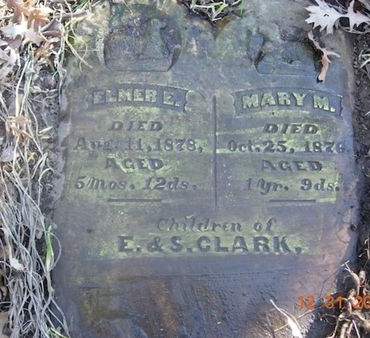 ELMER E.
DIED
Aug. 11, 1878,
AGED
5 mos. 12 ds.
MARY M.
DIED
Oct. 25, 1876
AGED
1 yr. 9 ds.
Children of
E. & S. CLARK,